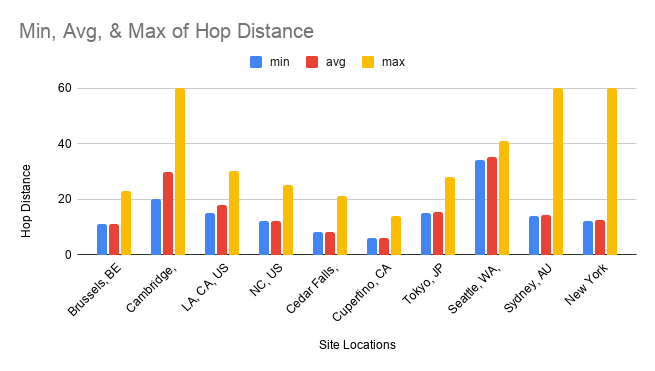 Min, Avg, & Max of Hop Distance
min avg max
Hop Distance
60
40
20
0
Brussels, BE
Cambridge,
LA, CA, US
NC, US
Cedar Falls,
Cupertino, CA
Tokyo, JP
Seattle, WA,
Sydney, AU
New York
Site Locations